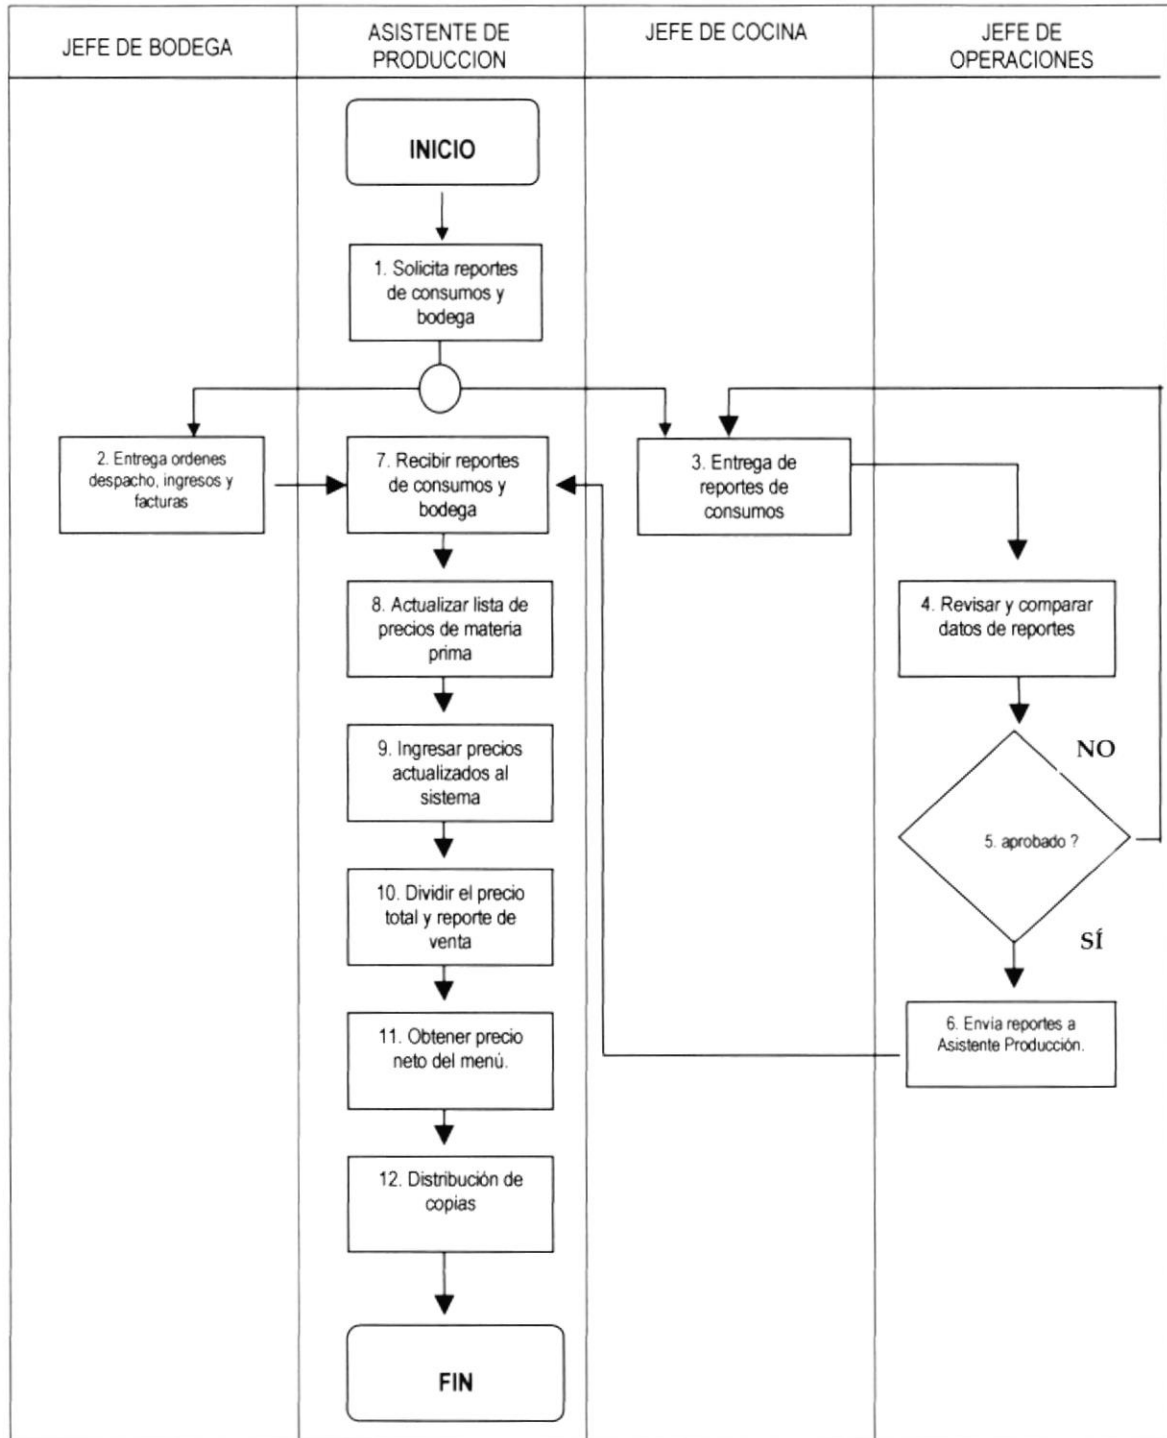 JEFE DE BODEGA
ASISTENTE DE
PRODUCCION
JEFE DE COCINA
JEFE DE
OPERACIONES
INICIO
1. Solicita reportes
de consumos y
bodega
2. Entrega ordenes
despacho, ingresos y
facturas
7. Recibir reportes
de consumos y
bodega
3. Entrega de
reportes de
consumos
8. Actualizar lista de
precios de materia
prima
4. Revisar y comparar
datos de reportes
9. Ingresar precios
actualizados al
sistema
NO
5. aprobado ?
10. Dividir el precio
total y reporte de
venta
SÍ
11. Obtener precio
neto del menú.
6. Envía reportes a
Asistente Producción.
12. Distribución de
copias
FIN